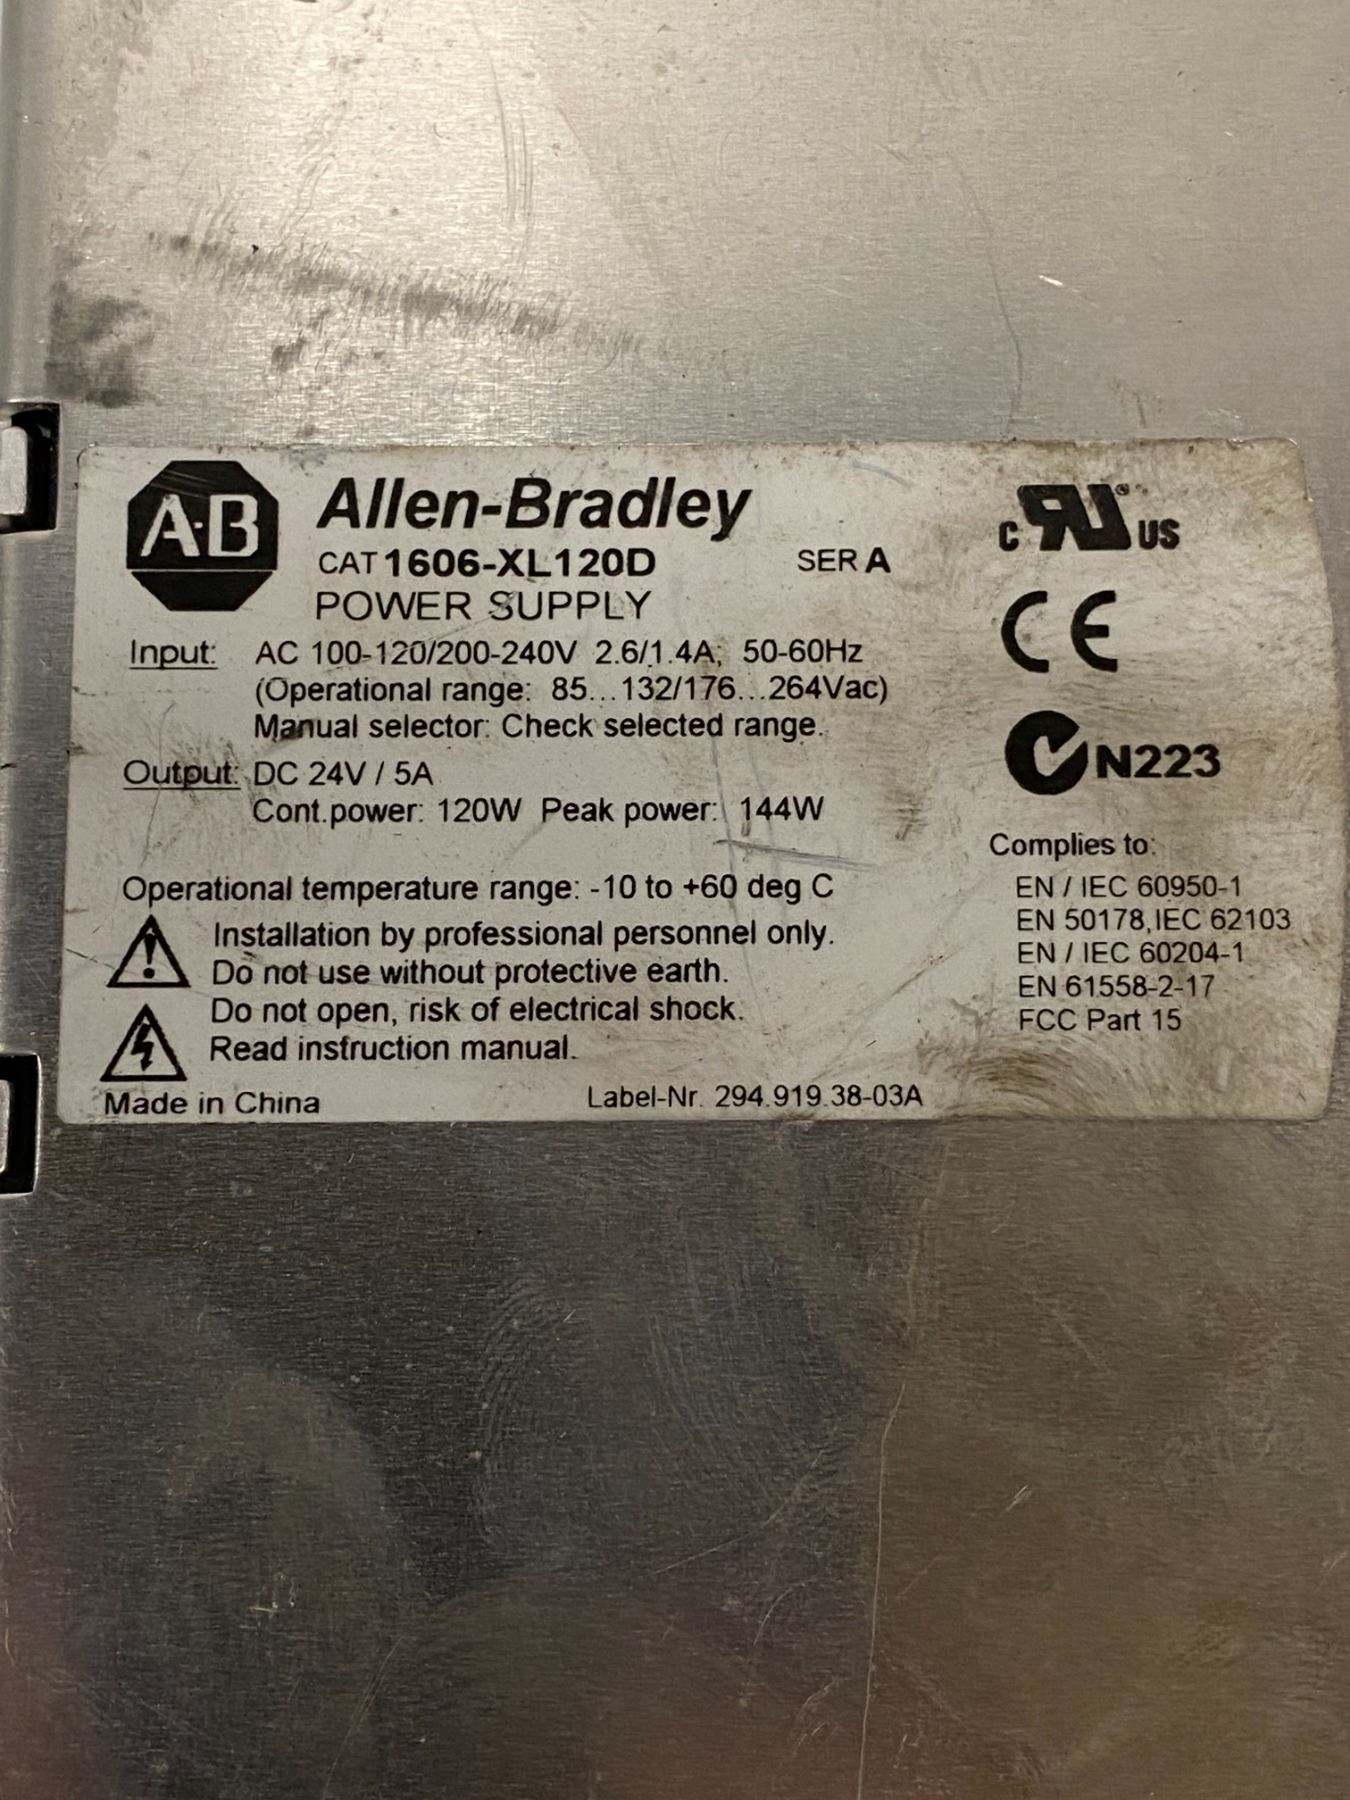 A-B
Allen-Bradley
CAT 1606-XL120D SER A
POWER SUPPLY
Input: AC 100-120/200-240V 2.6/1.4A; 50-60Hz
(Operational range: 85...132/176...264Vac)
Manual selector: Check selected range.
Output: DC 24V / 5A
Cont.power: 120W Peak power: 144W
Operational temperature range: -10 to +60 deg C
Installation by professional personnel only.
Do not use without protective earth.
Do not open, risk of electrical shock.
Read instruction manual.
Made in China
Label-Nr. 294.919.38-03A
C RU ® US
CE
N223
Complies to:
EN / IEC 60950-1
EN 50178, IEC 62103
EN / IEC 60204-1
EN 61558-2-17
FCC Part 15